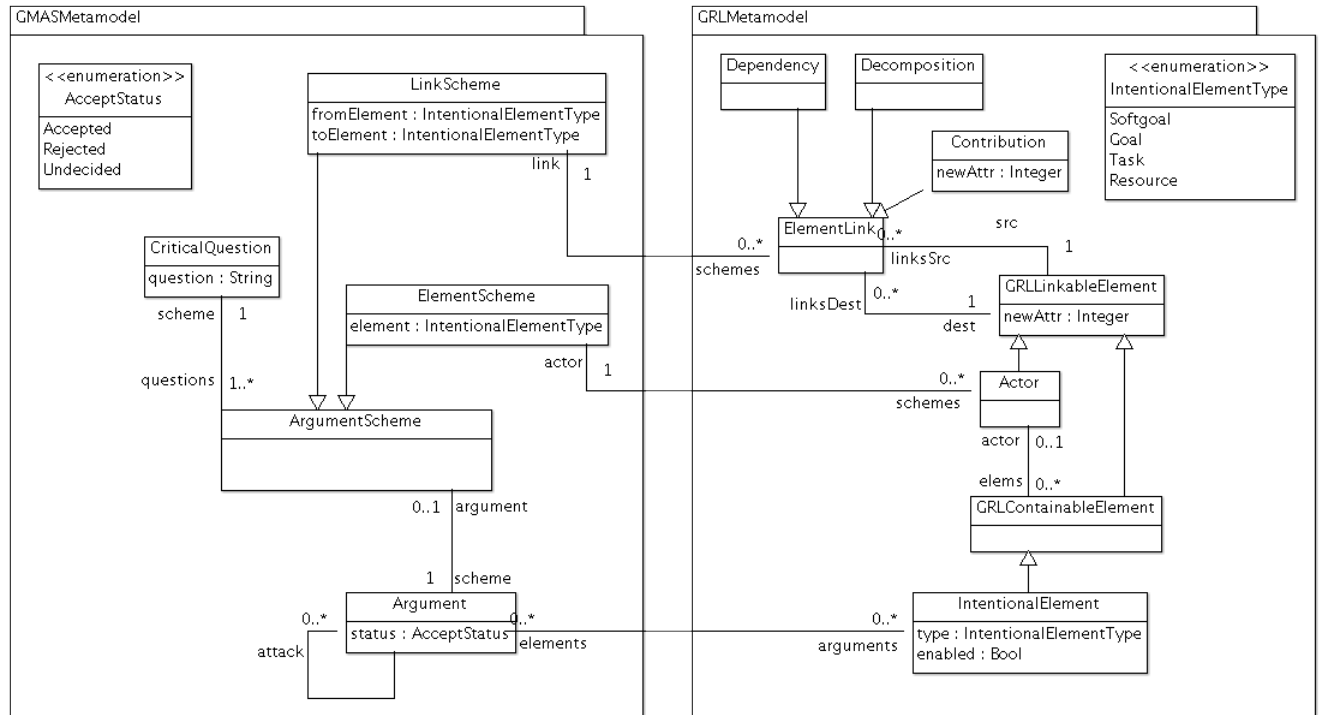 GMASMetamodel
<<enumeration>>
AcceptStatus
Accepted
Rejected
Undecided
LinkScheme
fromElement : IntentionalElementType
toElement : IntentionalElementType
link
1
CriticalQuestion
question : String
scheme
1
questions
1..*
ElementScheme
element : IntentionalElementType
actor
1
ArgumentScheme
0..1
argument
1
scheme
Argument
status : AcceptStatus
0..*
attack
0..*
elements
GRLMetamodel
Dependency
Decomposition
<<enumeration>>
IntentionalElementType
Softgoal
Goal
Task
Resource
Contribution
newAttr : Integer
ElementLink
0..*
schemes
0..*
linksSrc
src
1
linksDest
0..*
1
dest
GRLLinkableElement
newAttr : Integer
0..*
schemes
Actor
actor
0..1
elems
0..*
GRLContainableElement
IntentionalElement
type : IntentionalElementType
enabled : Bool
0..*
arguments